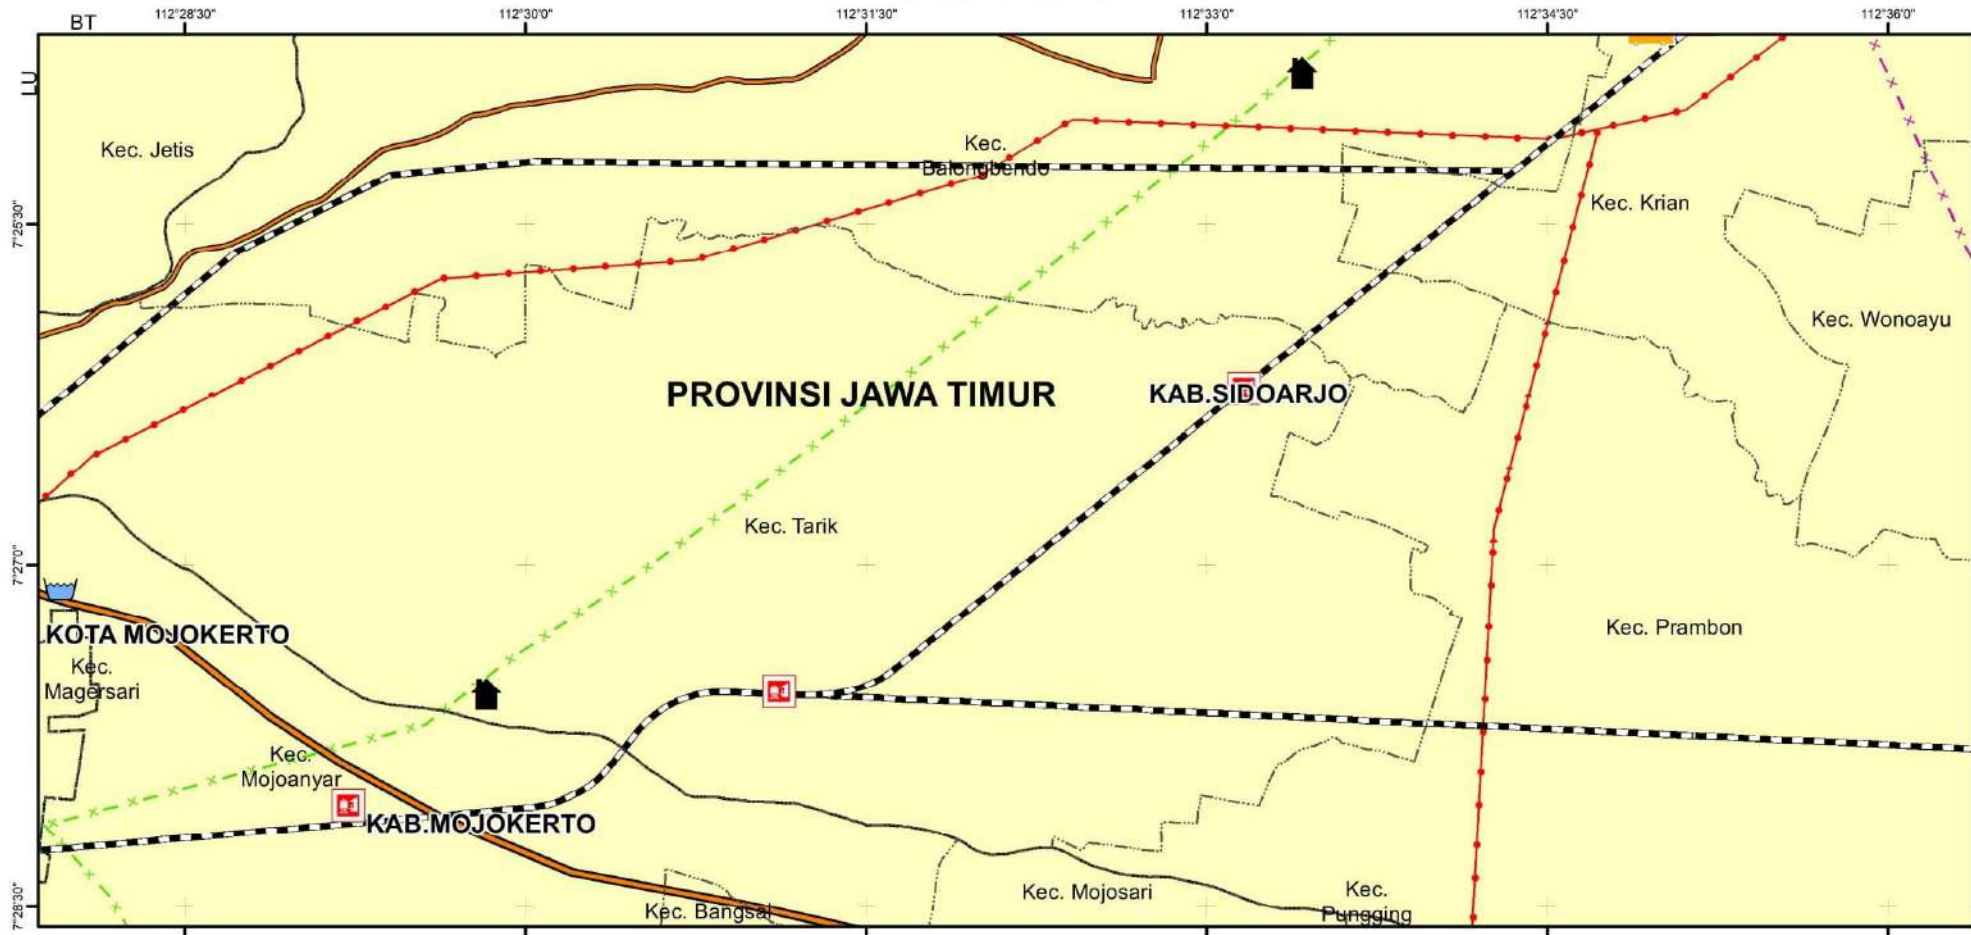 112°28'30"
112°30'0"
112°31'30"
112°33'0"
112°34'30"
112°36'0"
BT
LU
Kec. Jetis
Kec.
Balongbendo
7°25'30"
Kec. Krian
Kec. Wonoayu
PROVINSI JAWA TIMUR
KAB.SIDOARJO
Kec. Tarik
7°27'0"
KOTA MOJOKERTO
Kec. Prambon
Kec.
Magersari
Kec.
Mojoanyar
KAB.MOJOKERTO
7°28'30"
Kec. Bangsal
Kec. Mojosari
Kec.
Pungging